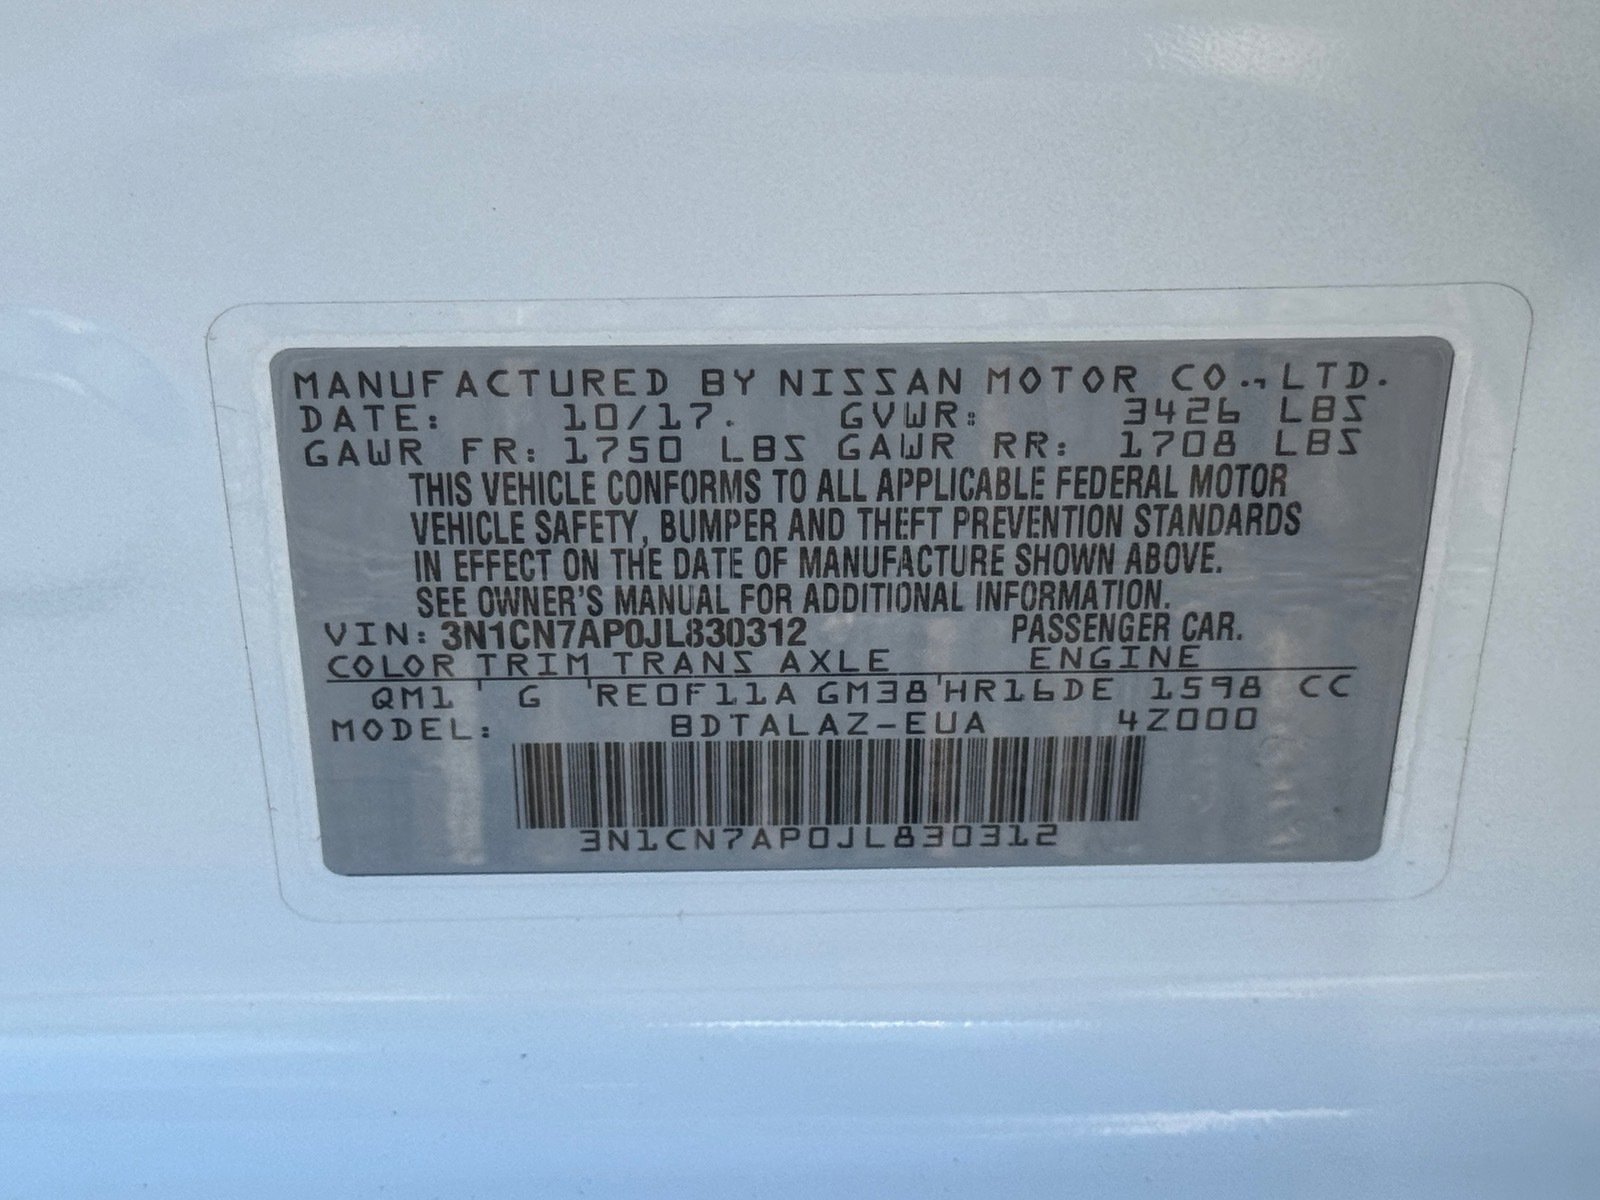 MANUFACTURED BY NISSAN MOTOR CO., LTD.
DATE: 10/17. GVWR: 3426 LBS
GAWR FR: 1750 LBS GAWR RR: 1708 LBS
THIS VEHICLE CONFORMS TO ALL APPLICABLE FEDERAL MOTOR
VEHICLE SAFETY, BUMPER AND THEFT PREVENTION STANDARDS
IN EFFECT ON THE DATE OF MANUFACTURE SHOWN ABOVE.
SEE OWNER'S MANUAL FOR ADDITIONAL INFORMATION.
VIN: 3N1CN7AP0JL830312 PASSENGER CAR.
COLOR TRIM TRANS AXLE ENGINE
QM1 ' G 'RE0F11A GM38'HR16DE 1598 CC
MODEL: BDTALAZ-EUA 4Z000
3N1CN7AP0JL830312